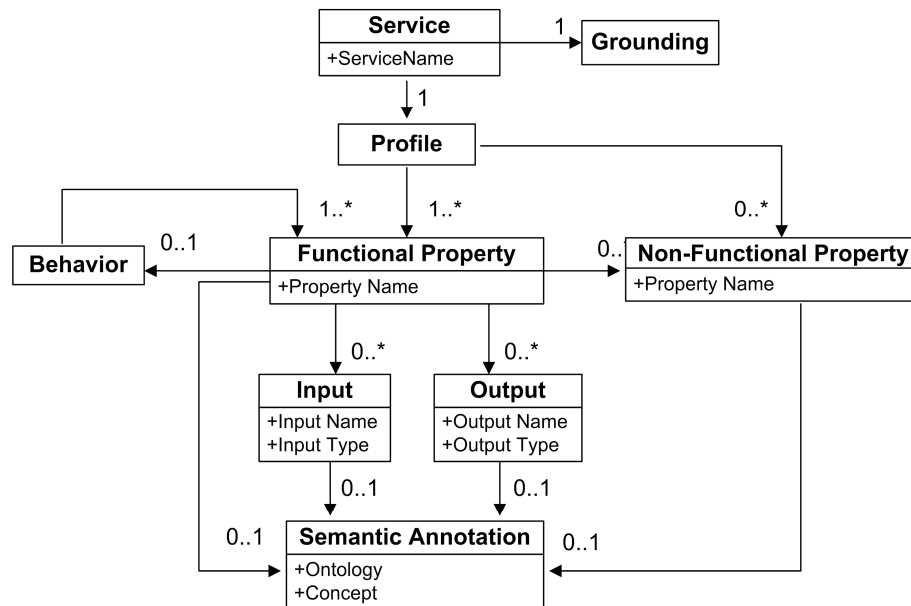 Service
+ServiceName
1
Grounding
1
Profile
1..*
1..*
0..*
0..1
Behavior
Functional Property
+Property Name
Non-Functional Property
+Property Name
0..*
0..*
Input
+Input Name
+Input Type
Output
+Output Name
+Output Type
0..1
0..1
0..1
0..1
Semantic Annotation
+Ontology
+Concept